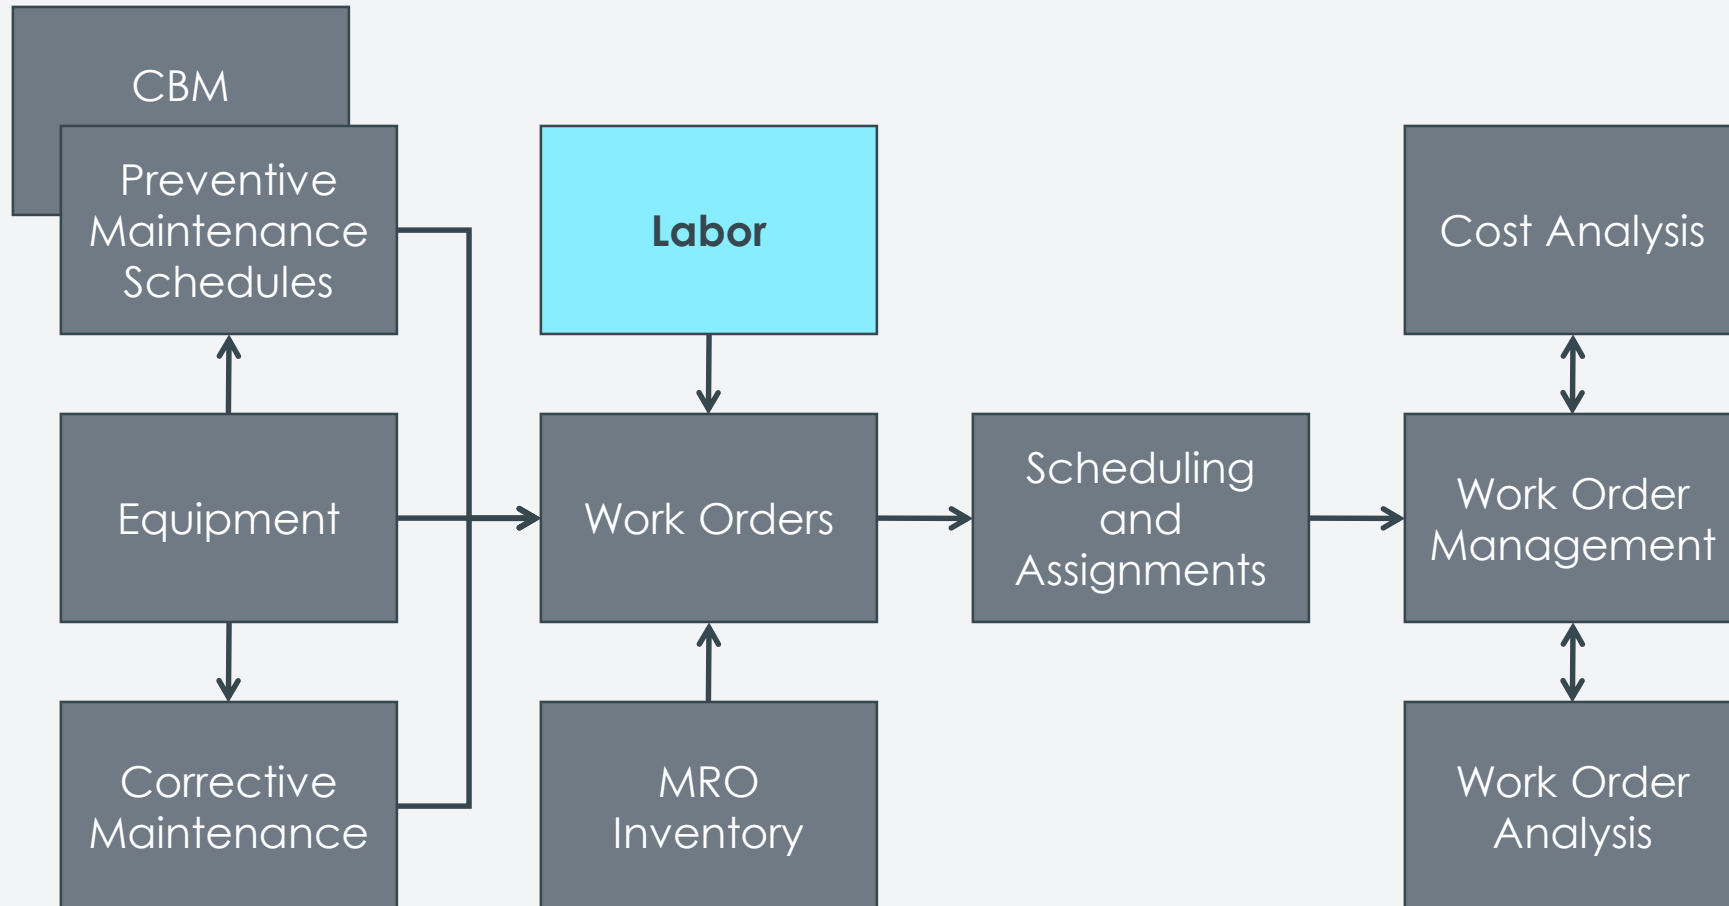 CBM
Preventive
Maintenance
Schedules
Labor
Cost Analysis
Equipment
Work Orders
Scheduling
and
Assignments
Work Order
Management
Corrective
Maintenance
MRO
Inventory
Work Order
Analysis